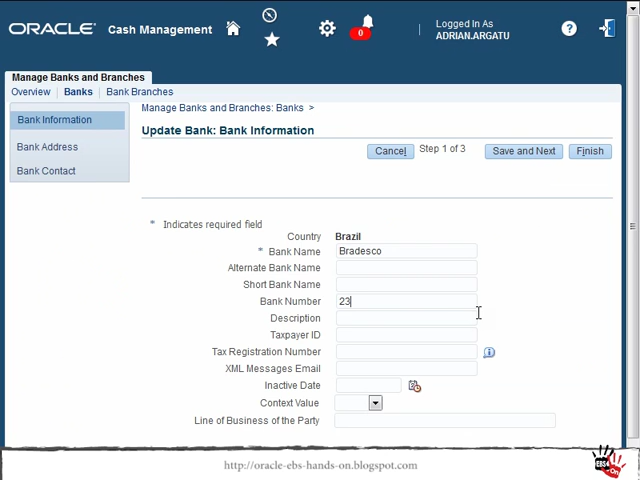 ORACLE Cash Management
0
Logged In As
ADRIAN.ARGATU
Manage Banks and Branches
Overview Banks Bank Branches
Bank Information
Bank Address
Bank Contact
Manage Banks and Branches: Banks >
Update Bank: Bank Information
Cancel Step 1 of 3 Save and Next Finish
* Indicates required field
Country Brazil
* Bank Name Bradesco
Alternate Bank Name
Short Bank Name
Bank Number 23
Description
Taxpayer ID
Tax Registration Number
XML Messages Email
Inactive Date
Context Value
Line of Business of the Party
http://oracle-ebs-hands-on.blogspot.com
EBS